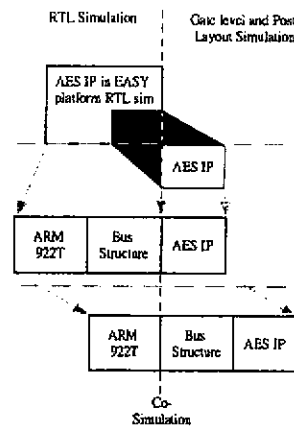 RTL Simulation
Gate level and Post
Layout Simulation
AES IP is EASY
platform RTL sim
AES IP
ARM
922T
Bus
Structure
AES IP
ARM
922T
Bus
Structure
AES IP
Co-
Simulation